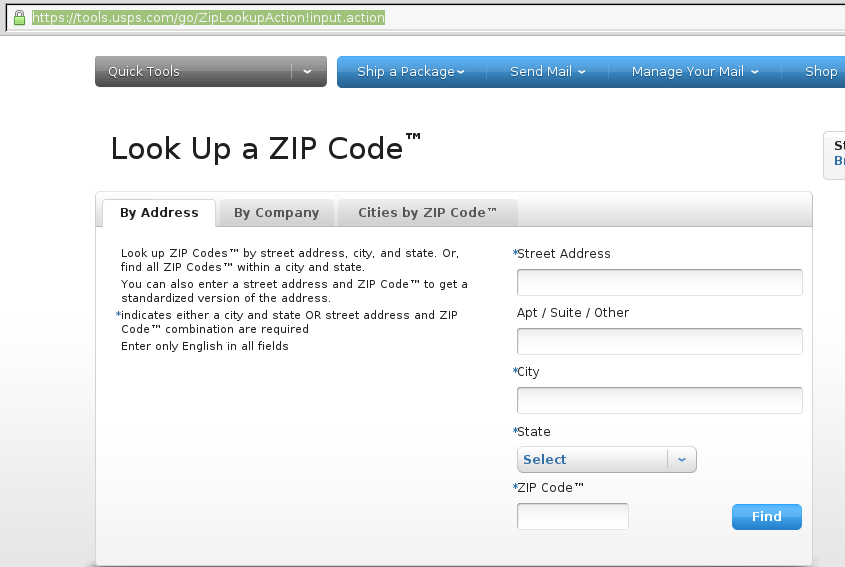 https://tools.usps.com/go/ZipLookupAction!input.action
Quick Tools
Ship a Package
Send Mail
Manage Your Mail
Shop
Look Up a ZIP Code™
By Address
By Company
Cities by ZIP Code™
Look up ZIP Codes™ by street address, city, and state. Or,
find all ZIP Codes™ within a city and state.
You can also enter a street address and ZIP Code™ to get a
standardized version of the address.
*indicates either a city and state OR street address and ZIP
Code™ combination are required
Enter only English in all fields
*Street Address
Apt / Suite / Other
*City
*State
Select
*ZIP Code™
Find